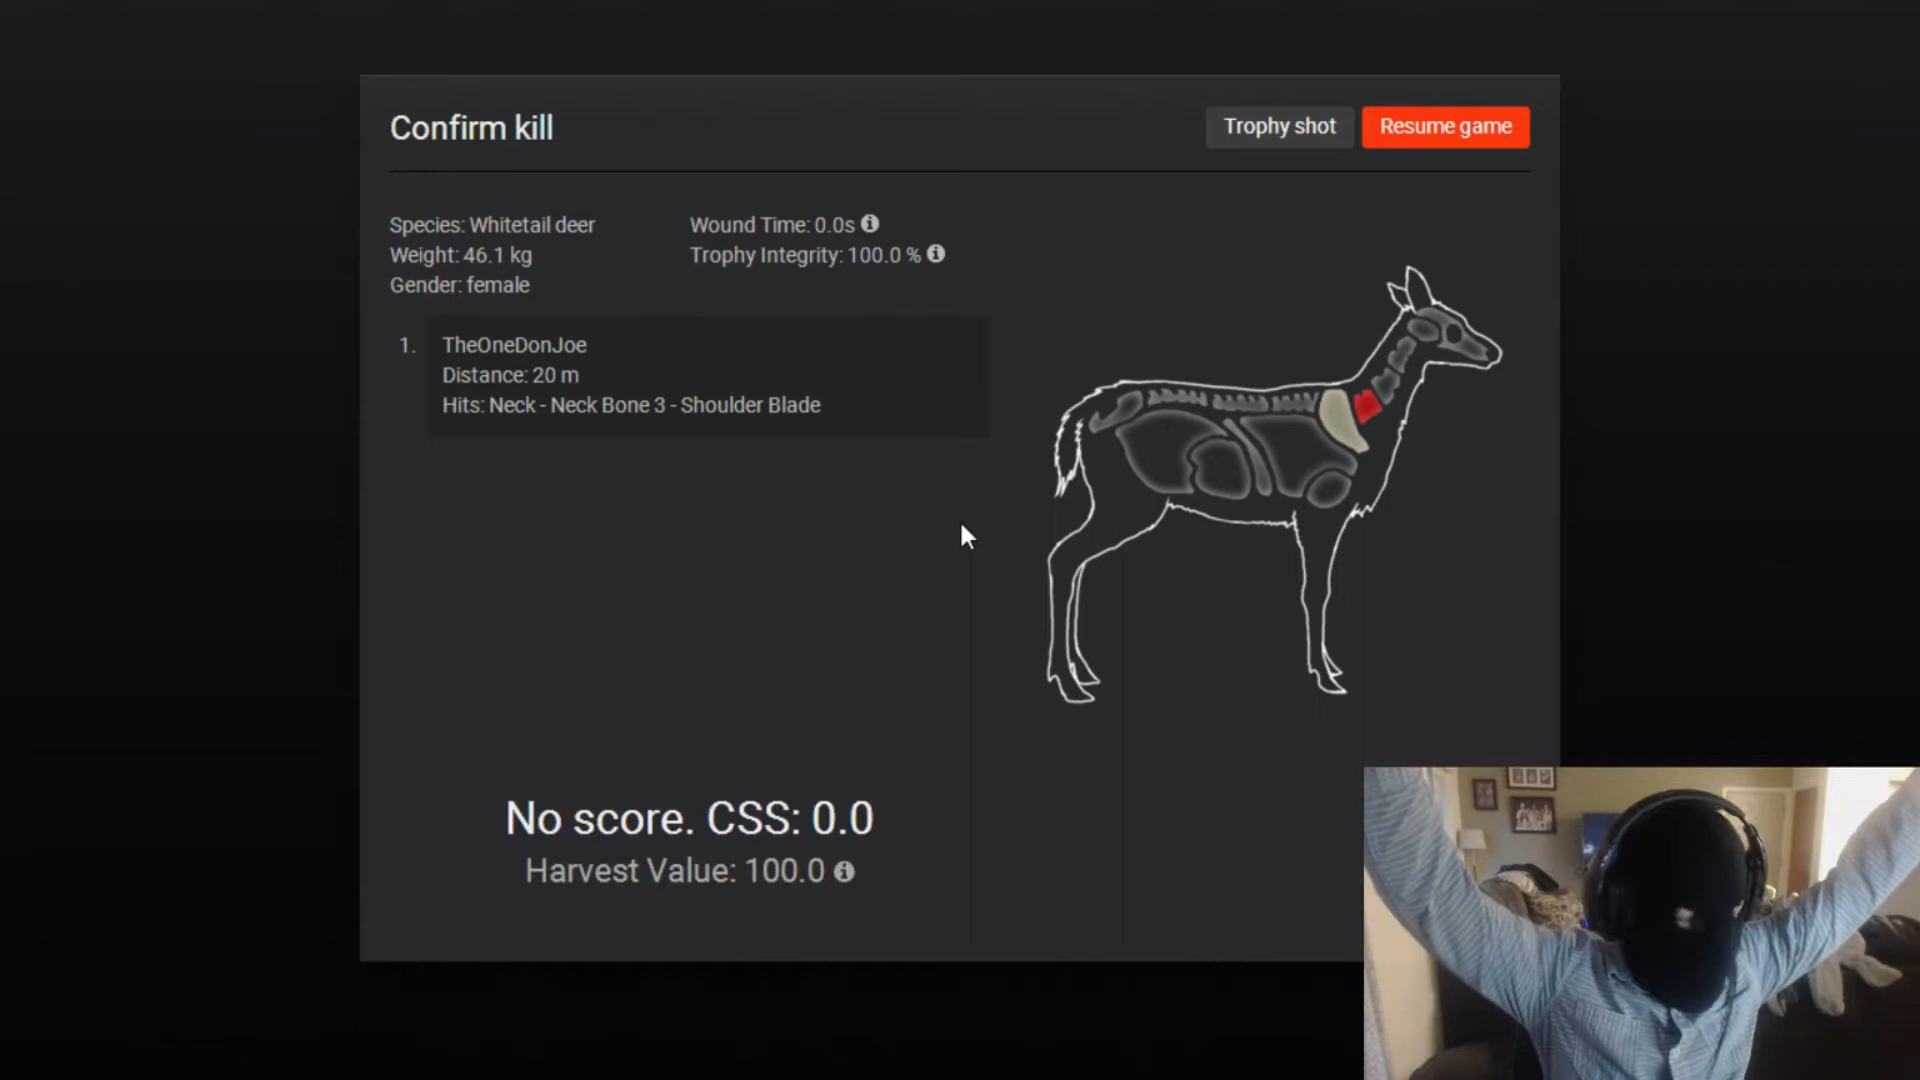 Confirm kill
Trophy shot
Resume game
Species: Whitetail deer
Weight: 46.1 kg
Gender: female
Wound Time: 0.0s
Trophy Integrity: 100.0 %
1.
TheOneDonJoe
Distance: 20 m
Hits: Neck - Neck Bone 3 - Shoulder Blade
No score. CSS: 0.0
Harvest Value: 100.0